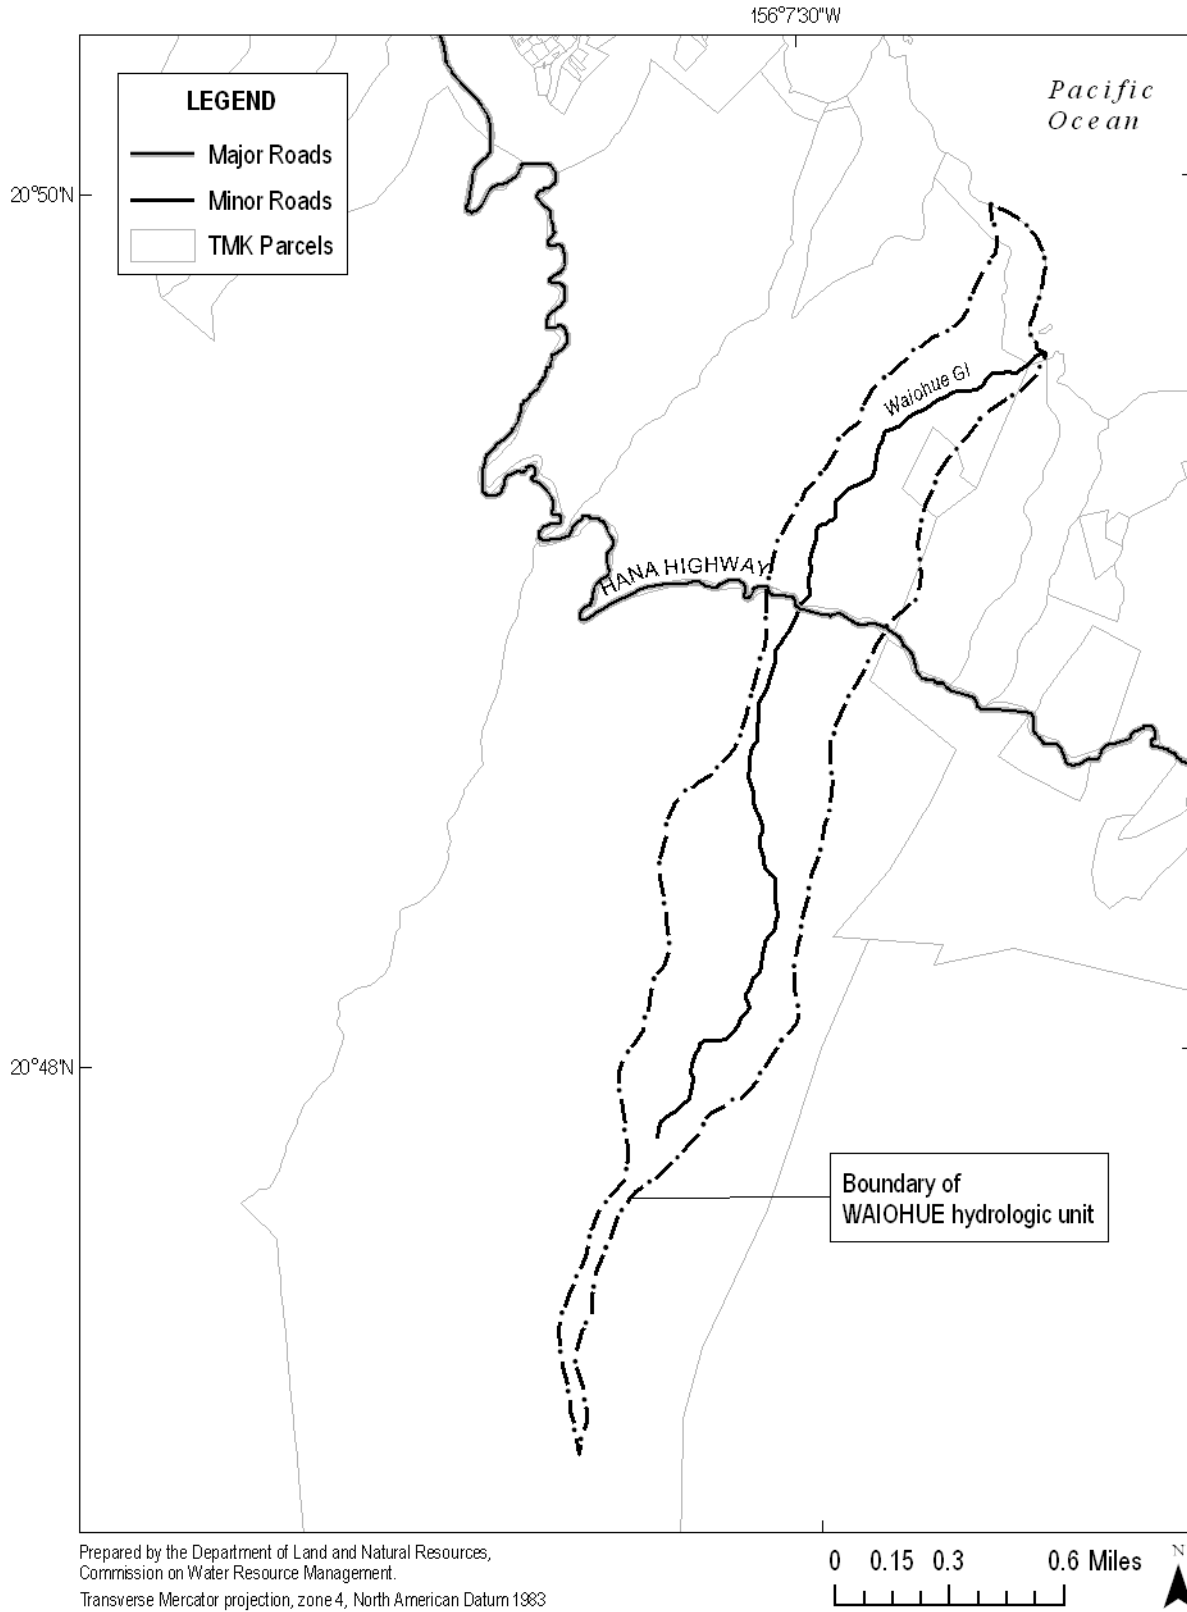 156°7'30"W
Pacific
Ocean
LEGEND
Major Roads
Minor Roads
TMK Parcels
20°50'N
Waiohue Gl
HANA HIGHWAY
20°48'N
Boundary of
WAIOHUE hydrologic unit
Prepared by the Department of Land and Natural Resources,
Commission on Water Resource Management.
Transverse Mercator projection, zone 4, North American Datum 1983
0 0.15 0.3 0.6 Miles
N